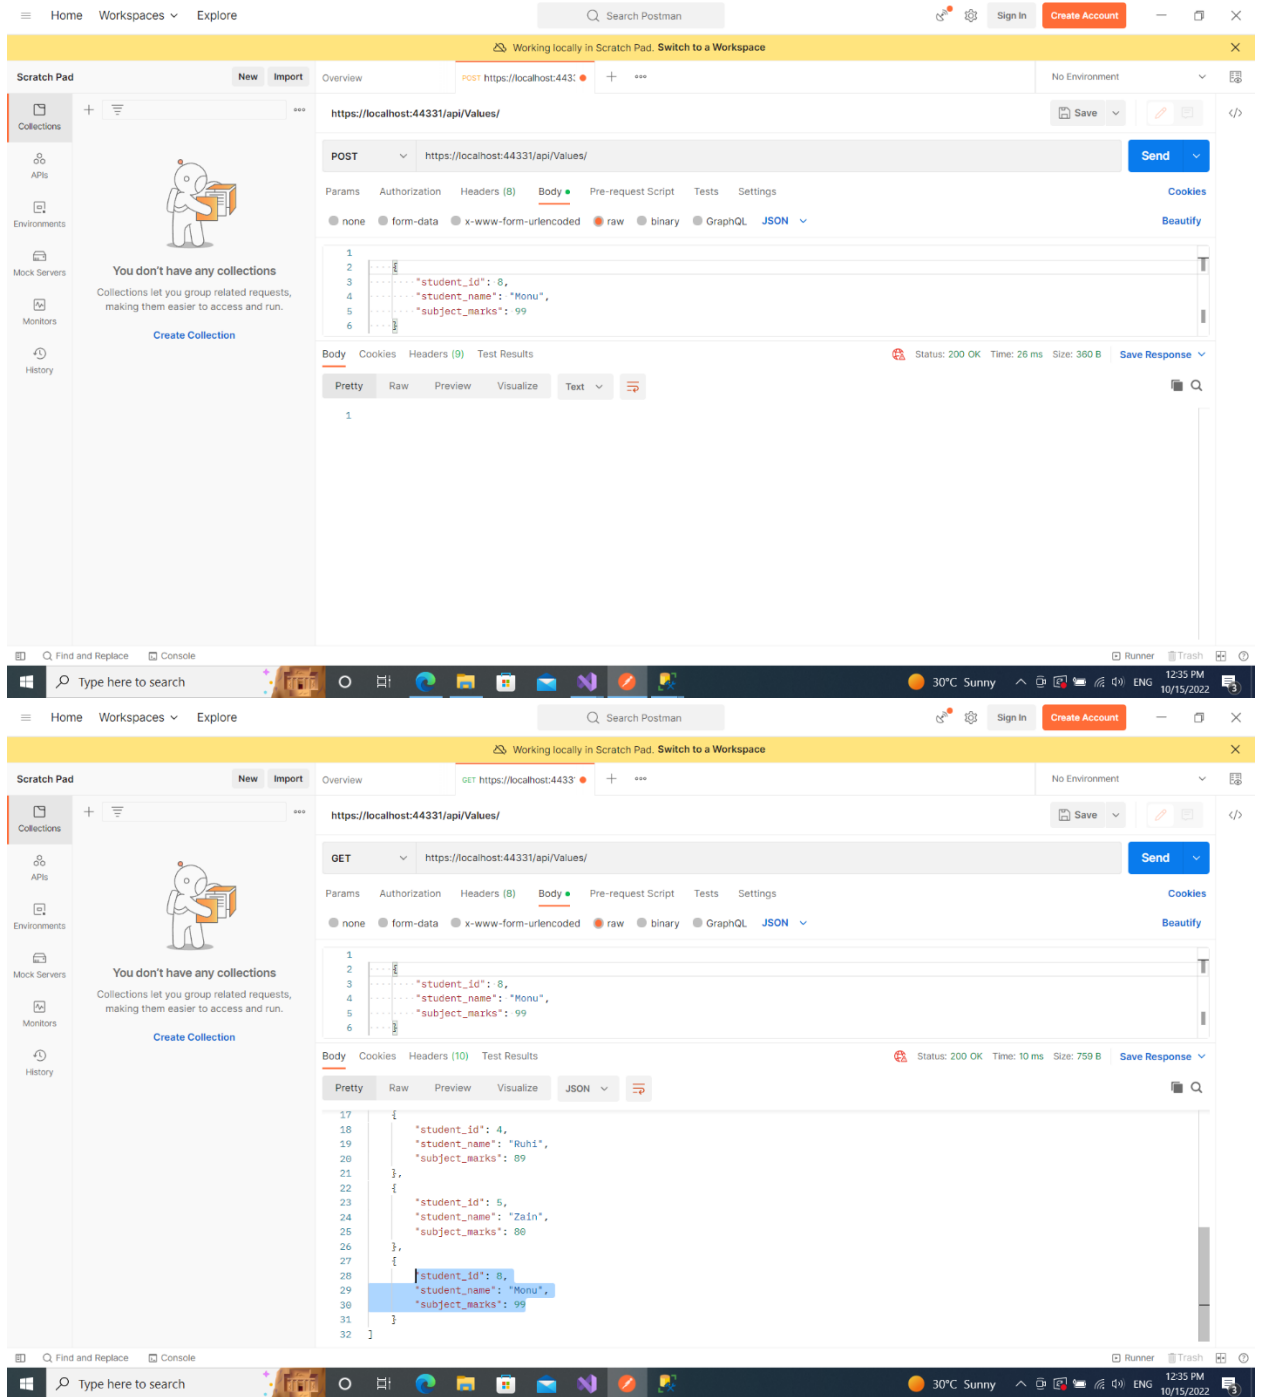 Home Workspaces Explore Search Postman Sign In Create Account
Working locally in Scratch Pad. Switch to a Workspace
Scratch Pad New Import Overview POST https://localhost:443: No Environment
Collections https://localhost:44331/api/Values/ Save
APIs POST https://localhost:44331/api/Values/ Send
Params Authorization Headers (8) Body Pre-request Script Tests Settings Cookies
Environments none form-data x-www-form-urlencoded raw binary GraphQL JSON Beautify
1
2 {
Mock Servers You don't have any collections 3 "student_id": 8,
Collections let you group related requests, 4 "student_name": "Monu",
making them easier to access and run. 5 "subject_marks": 99
Monitors 6 }
Create Collection
History Body Cookies Headers (9) Test Results Status: 200 OK Time: 26 ms Size: 360 B Save Response
Pretty Raw Preview Visualize Text
1
Find and Replace Console Runner Trash
Type here to search 30°C Sunny ENG 12:35 PM
10/15/2022 3
Home Workspaces Explore Search Postman Sign In Create Account
Working locally in Scratch Pad. Switch to a Workspace
Scratch Pad New Import Overview GET https://localhost:4433 No Environment
Collections https://localhost:44331/api/Values/ Save
APIs GET https://localhost:44331/api/Values/ Send
Params Authorization Headers (8) Body Pre-request Script Tests Settings Cookies
Environments none form-data x-www-form-urlencoded raw binary GraphQL JSON Beautify
1
2 {
Mock Servers You don't have any collections 3 "student_id": 8,
Collections let you group related requests, 4 "student_name": "Monu",
making them easier to access and run. 5 "subject_marks": 99
Monitors 6 }
Create Collection
History Body Cookies Headers (10) Test Results Status: 200 OK Time: 10 ms Size: 759 B Save Response
Pretty Raw Preview Visualize JSON
17 {
18 "student_id": 4,
19 "student_name": "Ruhi",
20 "subject_marks": 89
21 },
22 {
23 "student_id": 5,
24 "student_name": "Zain",
25 "subject_marks": 80
26 },
27 {
28 "student_id": 8,
29 "student_name": "Monu",
30 "subject_marks": 99
31 }
32 ]
Find and Replace Console Runner Trash
Type here to search 30°C Sunny ENG 12:35 PM
10/15/2022 3